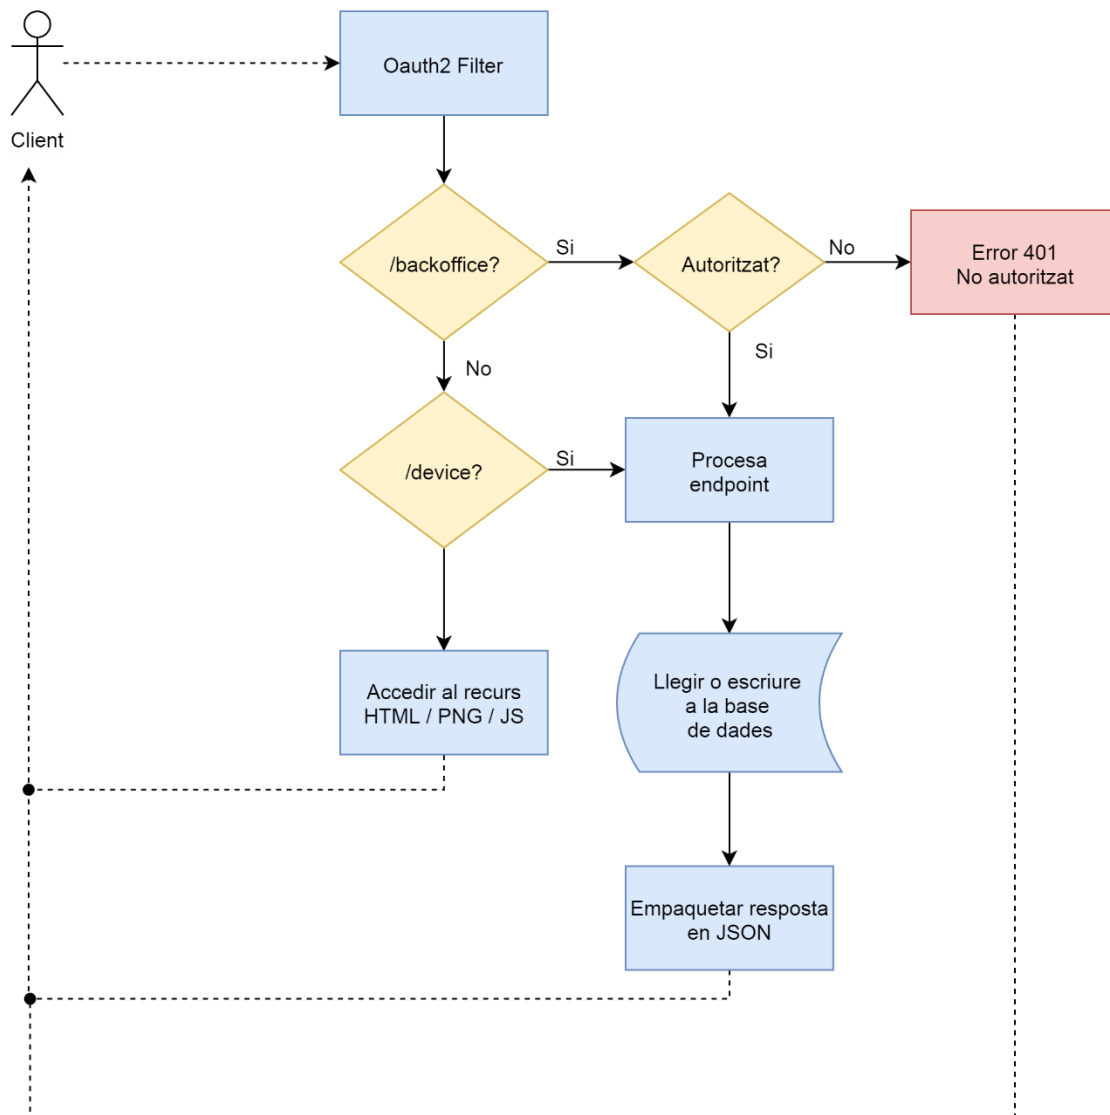 Oauth2 Filter
Client
/backoffice?
Si
Autoritzat?
No
Error 401
No autoritzat
No
Si
/device?
Si
Procesa
endpoint
Accedir al recurs
HTML / PNG / JS
Llegir o escriure
a la base
de dades
Empaquetar resposta
en JSON